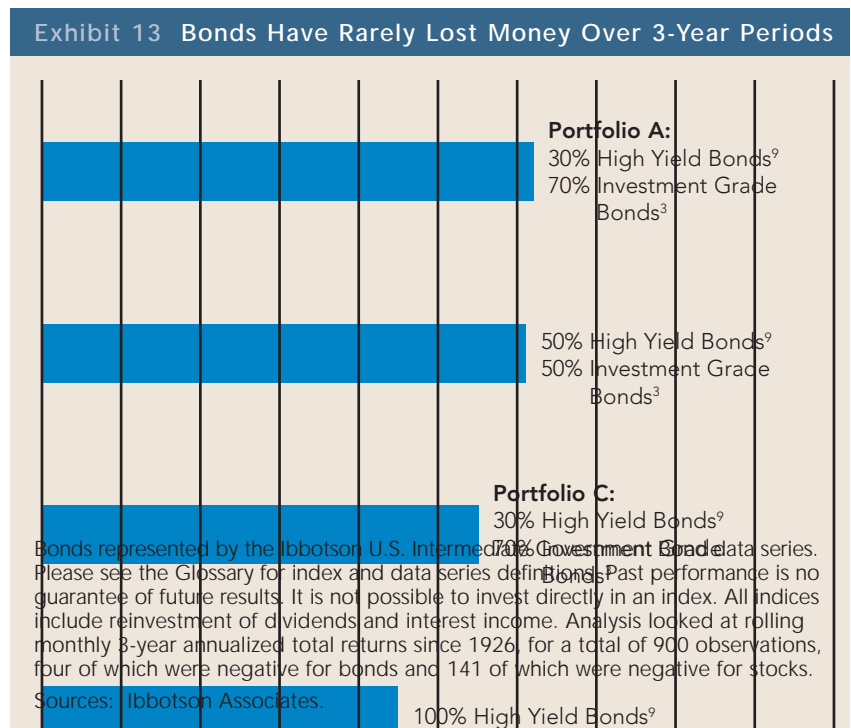 Exhibit 13 Bonds Have Rarely Lost Money Over 3-Year Periods
Portfolio A:
30% High Yield Bonds⁹
70% Investment Grade
Bonds³
50% High Yield Bonds⁹
50% Investment Grade
Bonds³
Portfolio C:
30% High Yield Bonds⁹
70% Investment Grade
Bonds³
Bonds represented by the Ibbotson U.S. Intermediate Government Bond data series.
Please see the Glossary for index and data series definitions. Past performance is no
guarantee of future results. It is not possible to invest directly in an index. All indices
include reinvestment of dividends and interest income. Analysis looked at rolling
monthly 3-year annualized total returns since 1926, for a total of 900 observations,
four of which were negative for bonds and 141 of which were negative for stocks.
Sources: Ibbotson Associates.
100% High Yield Bonds⁹